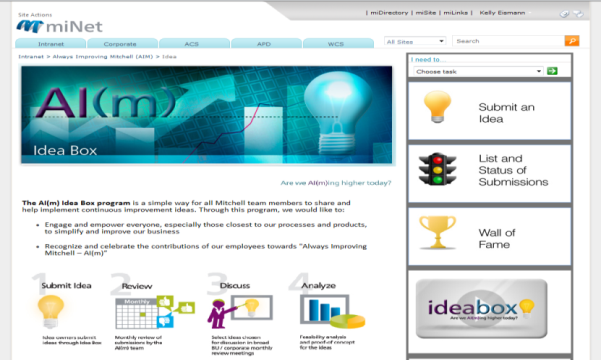 Site Actions
| miDirectory | miSite | miLinks | Kelly Eismann
miNet
Intranet Corporate ACS APD WCS
All Sites Search
Intranet > Always Improving Mitchell (AIM) > Idea
I need to...
Choose task
AI(m)
Idea Box
Submit an
Idea
List and
Status of
Submissions
Wall of
Fame
Are we AI(m)ing higher today?
The AI(m) Idea Box program is a simple way for all Mitchell team members to share and
help implement continuous improvement ideas. Through this program, we would like to:
• Engage and empower everyone, especially those closest to our processes and products,
to simplify and improve our business
• Recognize and celebrate the contributions of our employees towards "Always Improving
Mitchell – AI(m)"
1 Submit Idea
2 Review
3 Discuss
4 Analyze
Monthly
Idea owners submit
ideas through Idea Box
Monthly review of
submissions by the
AI(m) team
Select ideas chosen
for discussion in broad
BU / corporate monthly
review meetings
Feasibility analysis
and proof of concept
for the ideas
ideabox
Are we AI(m)ing higher today?